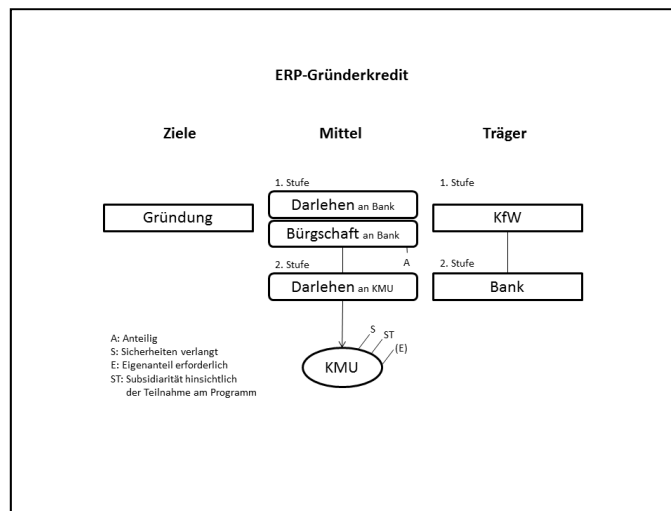 ERP-Gründerkredit
Ziele
Mittel
Träger
1. Stufe
1. Stufe
Gründung
Darlehen an Bank
Bürgschaft an Bank
KfW
A
2. Stufe
2. Stufe
Darlehen an KMU
Bank
S
ST
(E)
KMU
A: Anteilig
S: Sicherheiten verlangt
E: Eigenanteil erforderlich
ST: Subsidiarität hinsichtlich
der Teilnahme am Programm